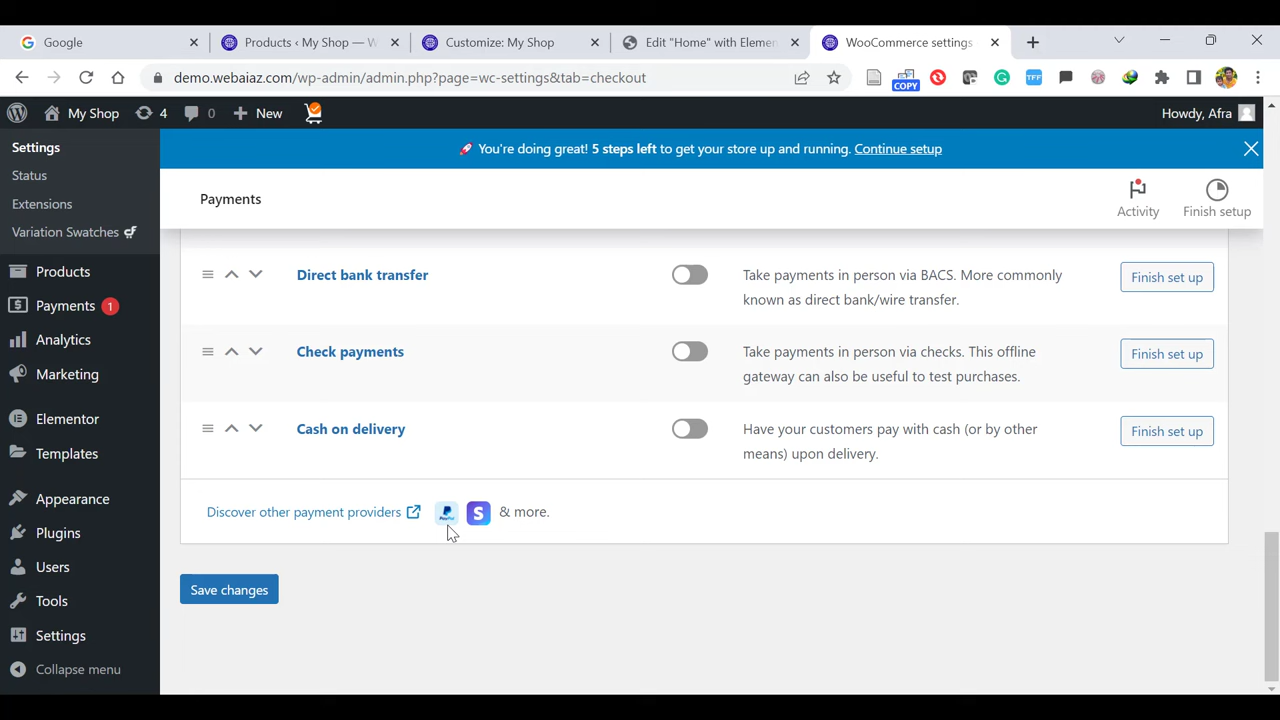 Google
Products ‹ My Shop — W
Customize: My Shop
Edit "Home" with Elemen
WooCommerce settings
demo.webaiaz.com/wp-admin/admin.php?page=wc-settings&tab=checkout
COPY
TFF
My Shop
4
0
New
Howdy, Afra
Settings
Status
Extensions
Variation Swatches
Products
Payments 1
Analytics
Marketing
Elementor
Templates
Appearance
Plugins
Users
Tools
Settings
Collapse menu
🚀 You're doing great! 5 steps left to get your store up and running. Continue setup
Payments
Activity
Finish setup
Direct bank transfer
Take payments in person via BACS. More commonly
known as direct bank/wire transfer.
Finish set up
Check payments
Take payments in person via checks. This offline
gateway can also be useful to test purchases.
Finish set up
Cash on delivery
Have your customers pay with cash (or by other
means) upon delivery.
Finish set up
Discover other payment providers PayPal S & more.
Save changes